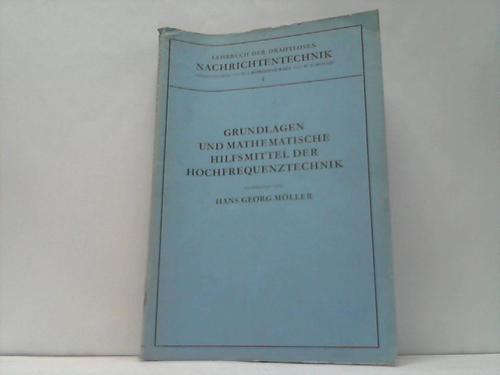 LEHRBUCH DER DRAHTLOSEN
NACHRICHTENTECHNIK
GRUNDLAGEN
UND MATHEMATISCHE
HILFSMITTEL DER
HOCHFREQUENZTECHNIK
HANS GEORG MÖLLER